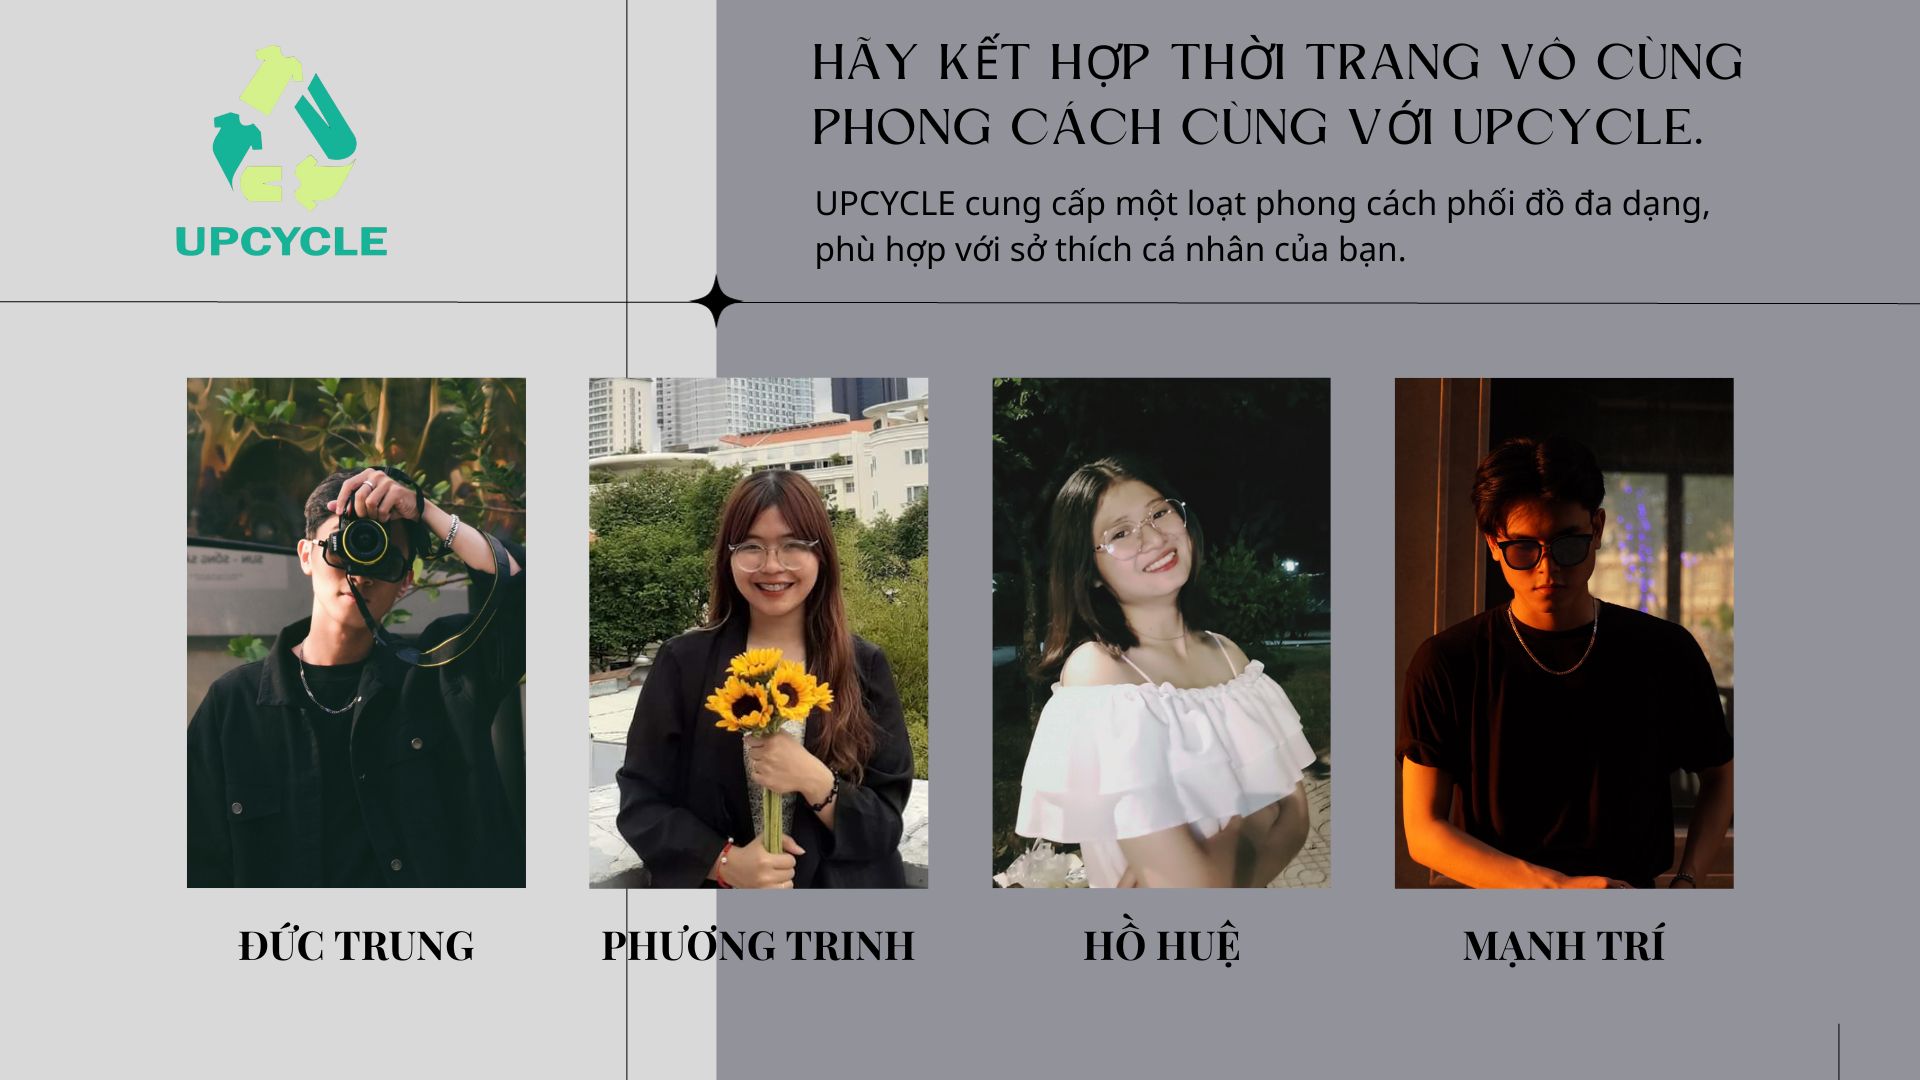 UPCYCLE
HÃY KẾT HỢP THỜI TRANG VÔ CÙNG
PHONG CÁCH CÙNG VỚI UPCYCLE.
UPCYCLE cung cấp một loạt phong cách phối đồ đa dạng,
phù hợp với sở thích cá nhân của bạn.
ĐỨC TRUNG
PHƯƠNG TRINH
HỒ HUỆ
MẠNH TRÍ